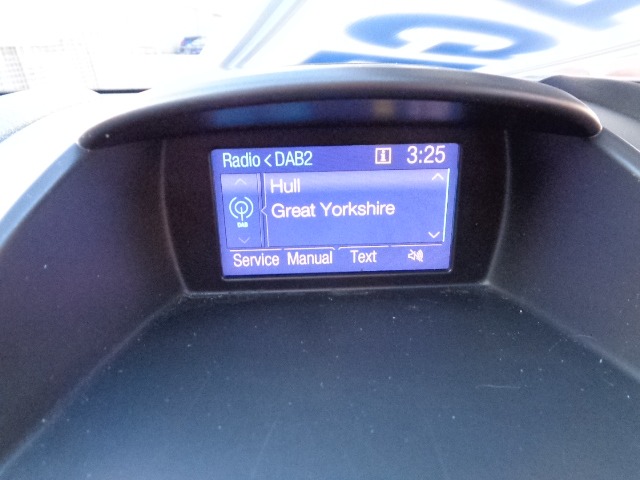 Radio < DAB2 i 3:25
Hull
DAB
Great Yorkshire
Service Manual Text